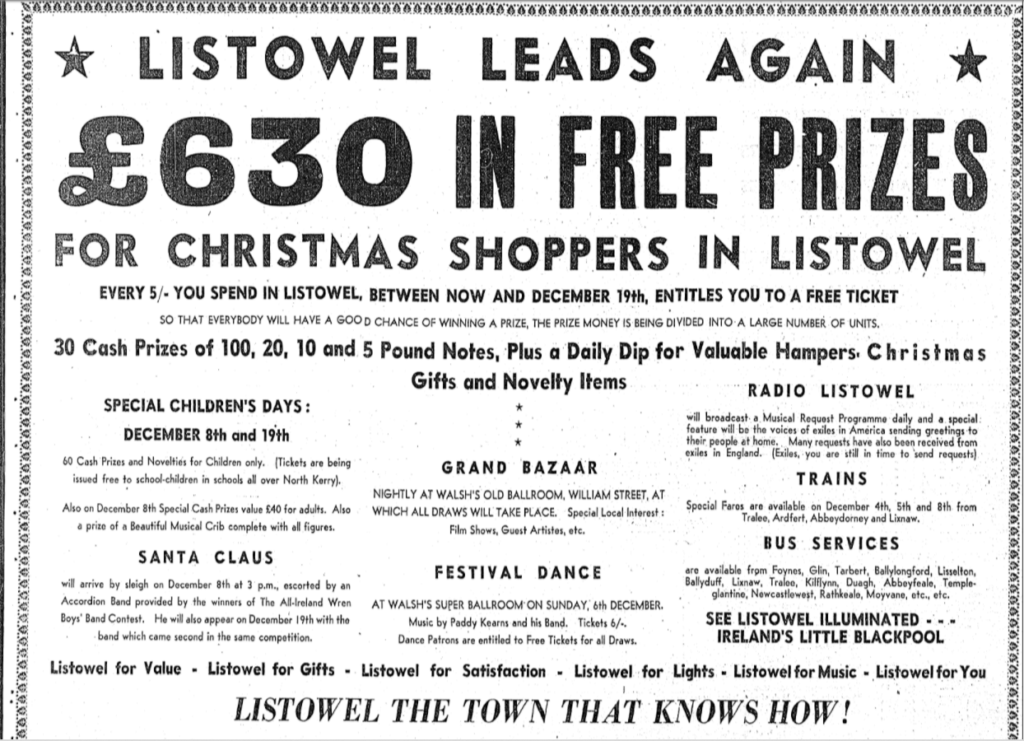 ★ LISTOWEL LEADS AGAIN ★
£630 IN FREE PRIZES
FOR CHRISTMAS SHOPPERS IN LISTOWEL
EVERY 5/- YOU SPEND IN LISTOWEL, BETWEEN NOW AND DECEMBER 19th, ENTITLES YOU TO A FREE TICKET
SO THAT EVERYBODY WILL HAVE A GOOD CHANCE OF WINNING A PRIZE, THE PRIZE MONEY IS BEING DIVIDED INTO A LARGE NUMBER OF UNITS.
30 Cash Prizes of 100, 20, 10 and 5 Pound Notes, Plus a Daily Dip for Valuable Hampers. Christmas
Gifts and Novelty Items
SPECIAL CHILDREN'S DAYS:
DECEMBER 8th and 19th
60 Cash Prizes and Novelties for Children only. (Tickets are being
issued free to school-children in schools all over North Kerry).
Also on December 8th Special Cash Prizes value £40 for adults. Also
a prize of a Beautiful Musical Crib complete with all figures.
SANTA CLAUS
will arrive by sleigh on December 8th at 3 p.m., escorted by an
Accordion Band provided by the winners of The All-Ireland Wren
Boys' Band Contest. He will also appear on December 19th with the
band which came second in the same competition.
★
★
★
GRAND BAZAAR
NIGHTLY AT WALSH'S OLD BALLROOM, WILLIAM STREET, AT
WHICH ALL DRAWS WILL TAKE PLACE. Special Local Interest:
Film Shows, Guest Artistes, etc.
FESTIVAL DANCE
AT WALSH'S SUPER BALLROOM ON SUNDAY, 6th DECEMBER.
Music by Paddy Kearns and his Band. Tickets 6/-.
Dance Patrons are entitled to Free Tickets for all Draws.
RADIO LISTOWEL
will broadcast a Musical Request Programme daily and a special
feature will be the voices of exiles in America sending greetings to
their people at home. Many requests have also been received from
exiles in England. (Exiles, you are still in time to send requests)
TRAINS
Special Fares are available on December 4th, 5th and 8th from
Tralee, Ardfert, Abbeydorney and Lixnaw.
BUS SERVICES
are available from Foynes, Glin, Tarbert, Ballylongford, Lisselton,
Ballyduff, Lixnaw, Tralee, Kilflynn, Duagh, Abbeyfeale, Temple-
glantine, Newcastlewest, Rathkeale, Moyvane, etc., etc.
SEE LISTOWEL ILLUMINATED - - -
IRELAND'S LITTLE BLACKPOOL
Listowel for Value - Listowel for Gifts - Listowel for Satisfaction - Listowel for Lights - Listowel for Music - Listowel for You
LISTOWEL THE TOWN THAT KNOWS HOW!